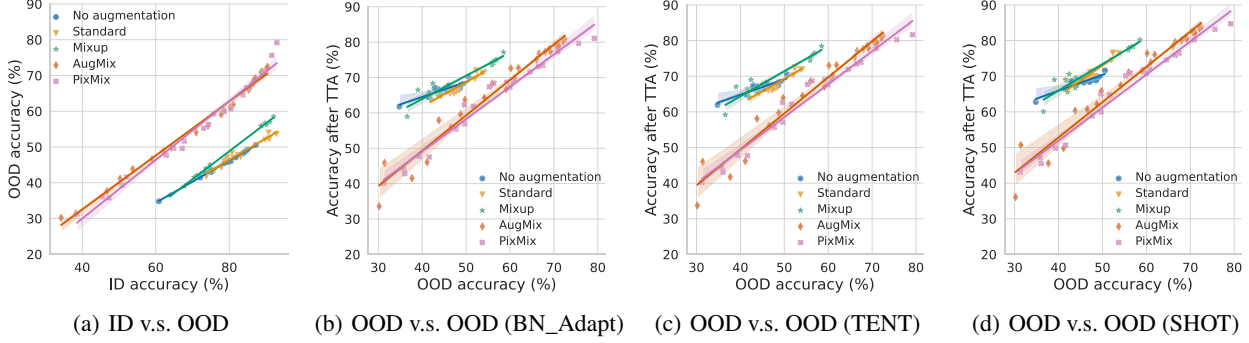 OOD accuracy (%)
90
80
70
60
50
40
30
20
No augmentation
Standard
Mixup
AugMix
PixMix
40
60
80
ID accuracy (%)
(a) ID v.s. OOD
Accuracy after TTA (%)
90
80
70
60
50
40
30
20
No augmentation
Standard
Mixup
AugMix
PixMix
30
40
50
60
70
80
OOD accuracy (%)
(b) OOD v.s. OOD (BN_Adapt)
Accuracy after TTA (%)
90
80
70
60
50
40
30
20
No augmentation
Standard
Mixup
AugMix
PixMix
30
40
50
60
70
80
OOD accuracy (%)
(c) OOD v.s. OOD (TENT)
Accuracy after TTA (%)
90
80
70
60
50
40
30
20
No augmentation
Standard
Mixup
AugMix
PixMix
30
40
50
60
70
80
OOD accuracy (%)
(d) OOD v.s. OOD (SHOT)